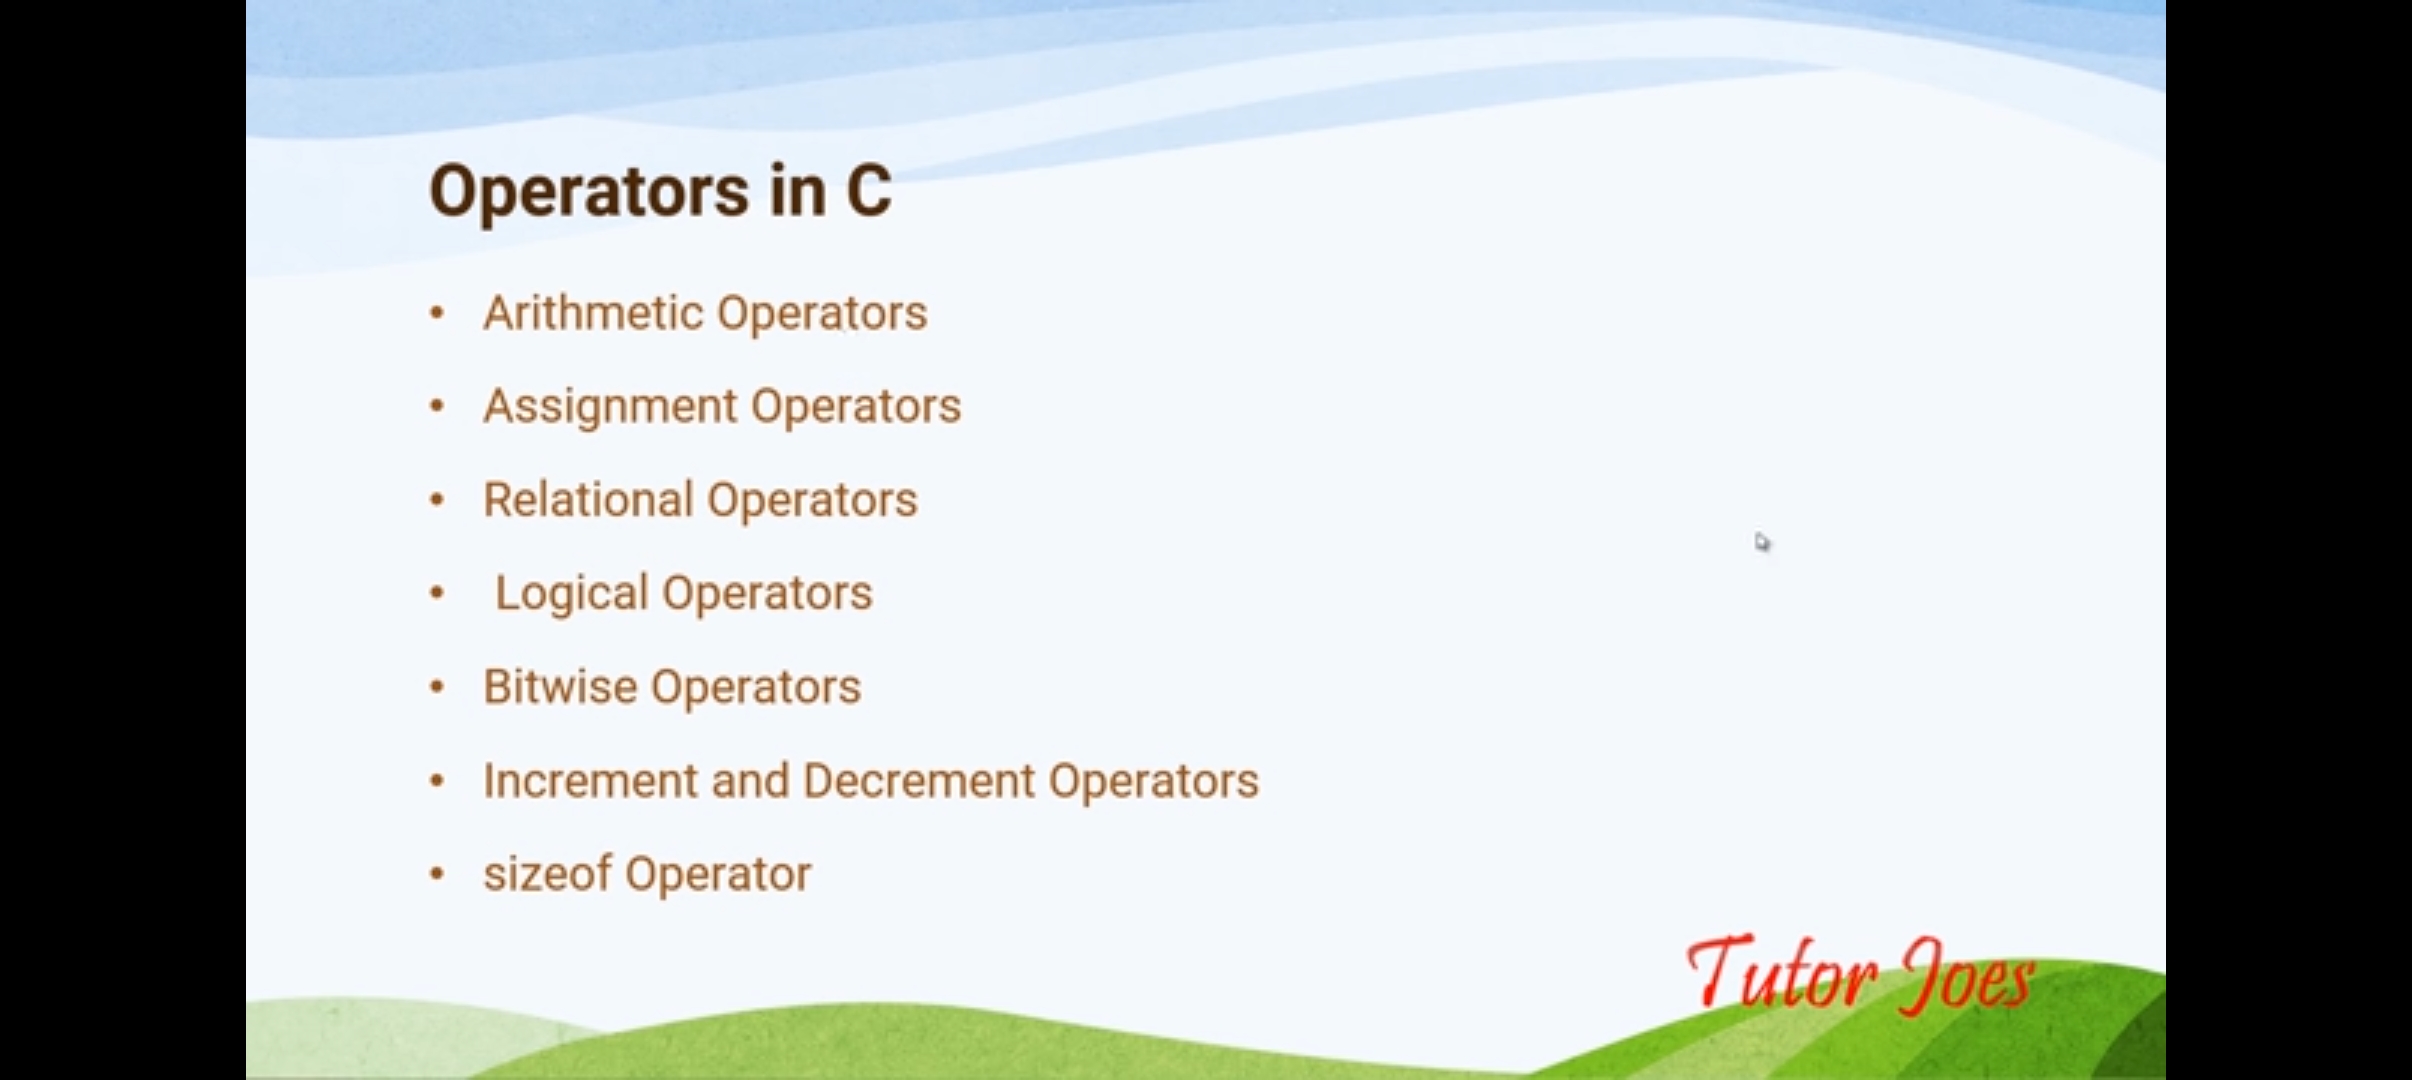 Operators in C
• Arithmetic Operators
• Assignment Operators
• Relational Operators
• Logical Operators
• Bitwise Operators
• Increment and Decrement Operators
• sizeof Operator
Tutor Joes